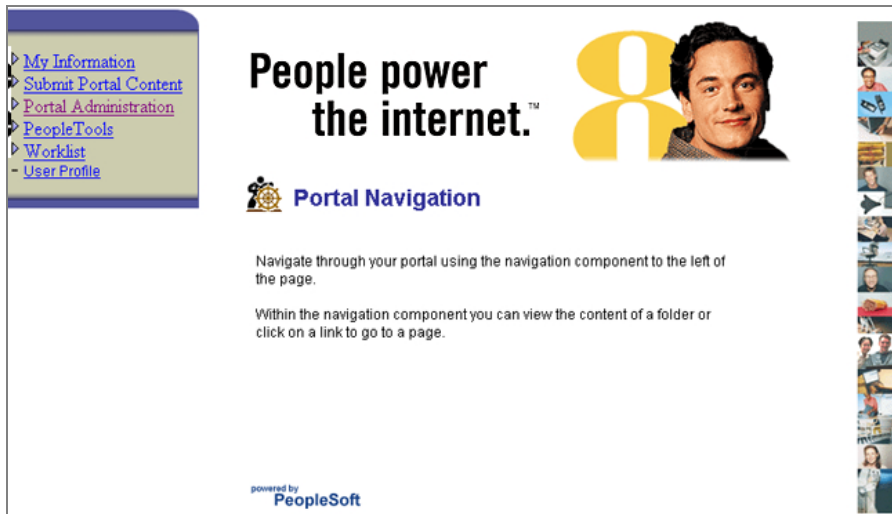 My Information
Submit Portal Content
Portal Administration
PeopleTools
Worklist
- User Profile
People power
the internet.™
8
Portal Navigation
Navigate through your portal using the navigation component to the left of
the page.
Within the navigation component you can view the content of a folder or
click on a link to go to a page.
powered by
PeopleSoft